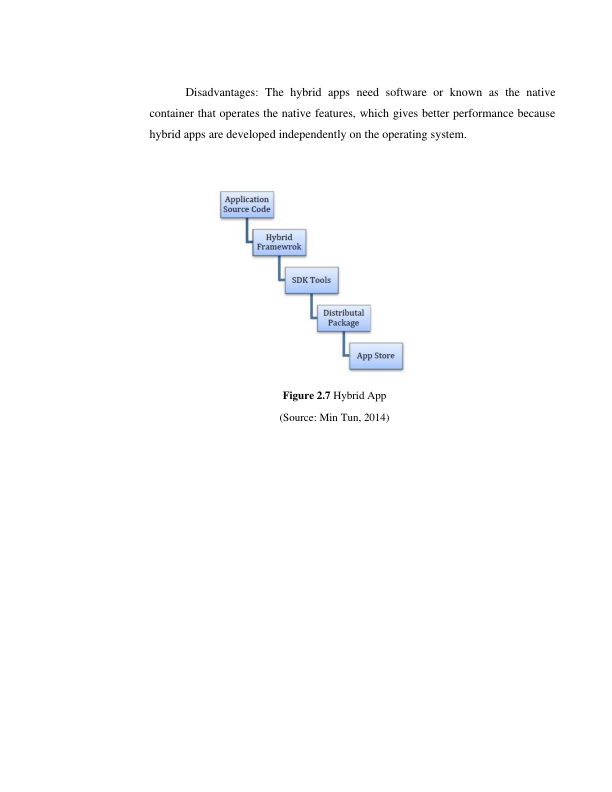 Disadvantages: The hybrid apps need software or known as the native
container that operates the native features, which gives better performance because
hybrid apps are developed independently on the operating system.
Application
Source Code
Hybrid
Framewrok
SDK Tools
Distributal
Package
App Store
Figure 2.7 Hybrid App
(Source: Min Tun, 2014)